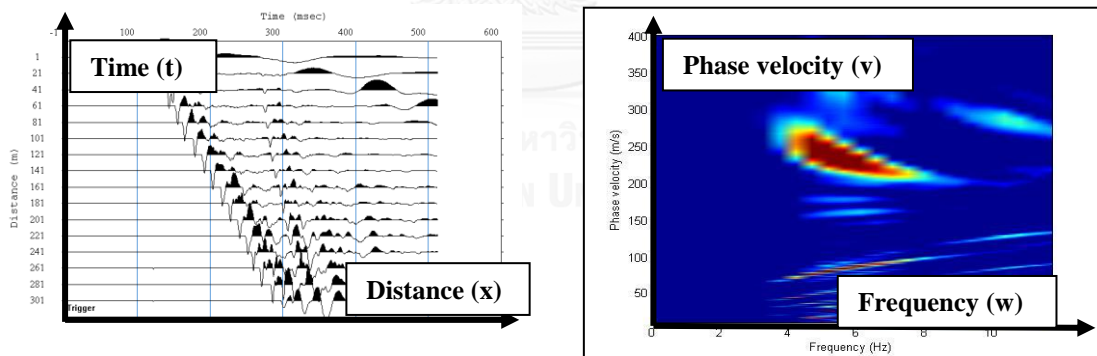 Time (msec)
-1 100 200 300 400 500 600
Time (t)
Distance (m)
1
21
41
61
81
101
121
141
161
181
201
221
241
261
281
301
Trigger
Distance (x)
400
350
300
250
200
150
100
50
Phase velocity (v)
Phase velocity (m/s)
0 2 4 6 8 10
Frequency (w)
Frequency (Hz)